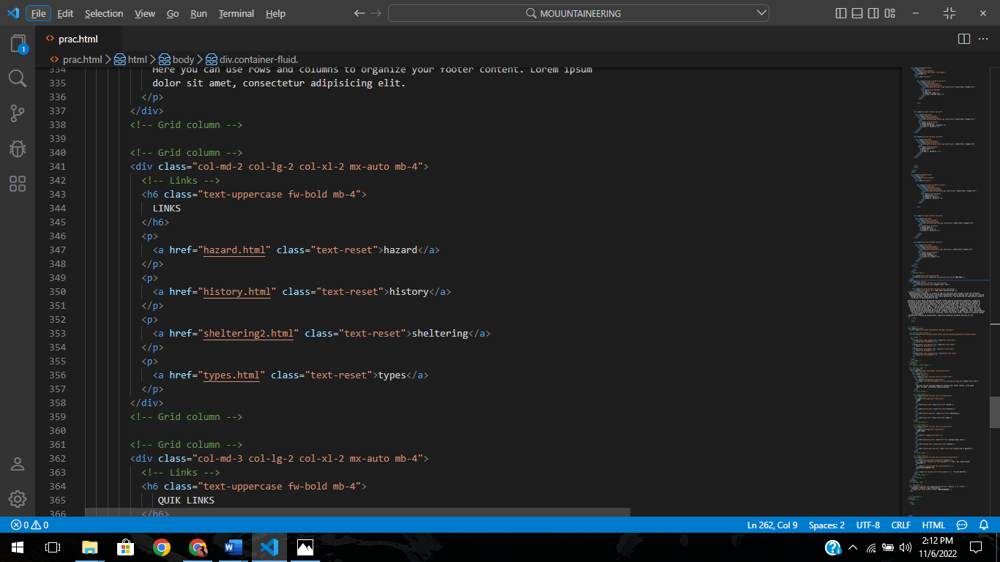 File Edit Selection View Go Run Terminal Help
MOUUNTAINEERING
1
prac.html
prac.html > html > body > div.container-fluid.
334 Here you can use rows and columns to organize your footer content. Lorem ipsum
335 dolor sit amet, consectetur adipisicing elit.
336 </p>
337 </div>
338 <!-- Grid column -->
339
340 <!-- Grid column -->
341 <div class="col-md-2 col-lg-2 col-xl-2 mx-auto mb-4">
342 <!-- Links -->
343 <h6 class="text-uppercase fw-bold mb-4">
344 LINKS
345 </h6>
346 <p>
347 <a href="hazard.html" class="text-reset">hazard</a>
348 </p>
349 <p>
350 <a href="history.html" class="text-reset">history</a>
351 </p>
352 <p>
353 <a href="sheltering2.html" class="text-reset">sheltering</a>
354 </p>
355 <p>
356 <a href="types.html" class="text-reset">types</a>
357 </p>
358 </div>
359 <!-- Grid column -->
360
361 <!-- Grid column -->
362 <div class="col-md-3 col-lg-2 col-xl-2 mx-auto mb-4">
363 <!-- Links -->
364 <h6 class="text-uppercase fw-bold mb-4">
365 QUIK LINKS
366 </h6>
0 0 Ln 262, Col 9 Spaces: 2 UTF-8 CRLF HTML
2:12 PM
11/6/2022